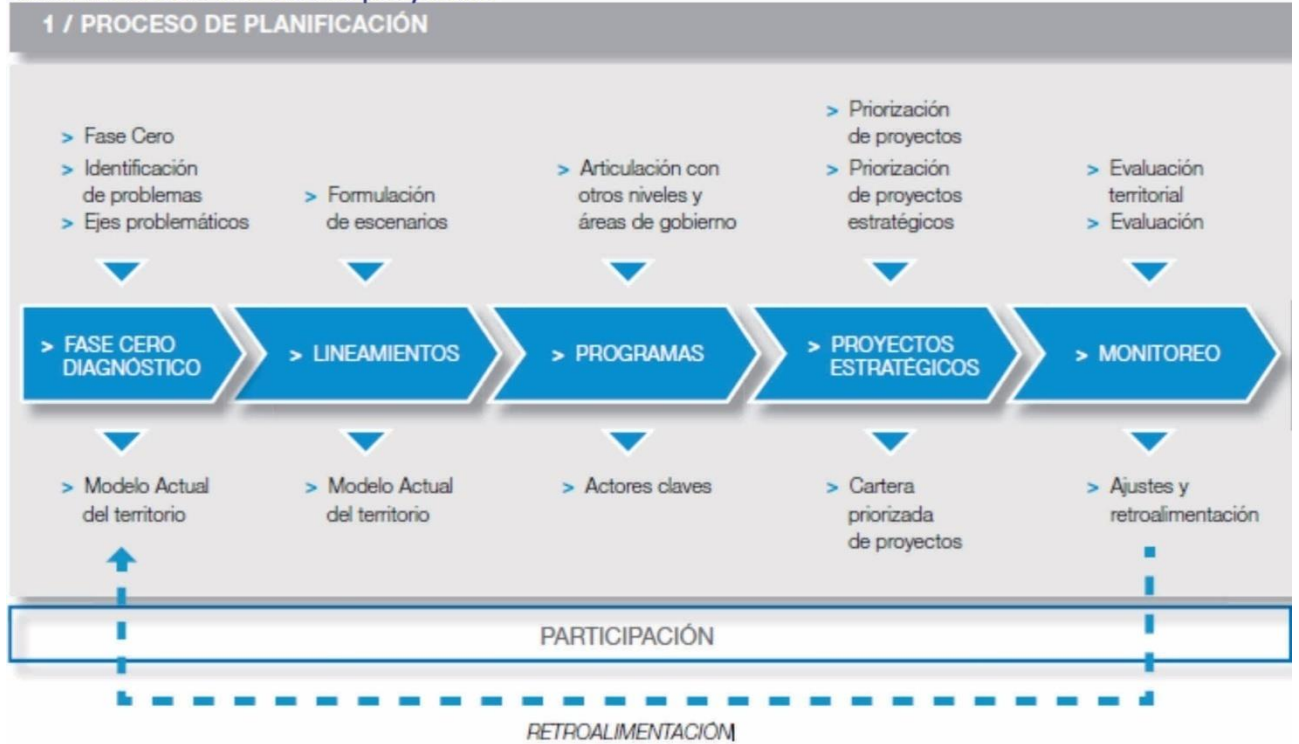 1 / PROCESO DE PLANIFICACIÓN
> Fase Cero
> Identificación
de problemas
> Ejes problemáticos
> Formulación
de escenarios
> Articulación con
otros niveles y
áreas de gobierno
> Priorización
de proyectos
> Priorización
de proyectos
estratégicos
> Evaluación
territorial
> Evaluación
> FASE CERO
DIAGNÓSTICO
> LINEAMIENTOS
> PROGRAMAS
> PROYECTOS
ESTRATÉGICOS
> MONITOREO
> Modelo Actual
del territorio
> Modelo Actual
del territorio
> Actores claves
> Cartera
priorizada
de proyectos
> Ajustes y
retroalimentación
PARTICIPACIÓN
RETROALIMENTACIÓN